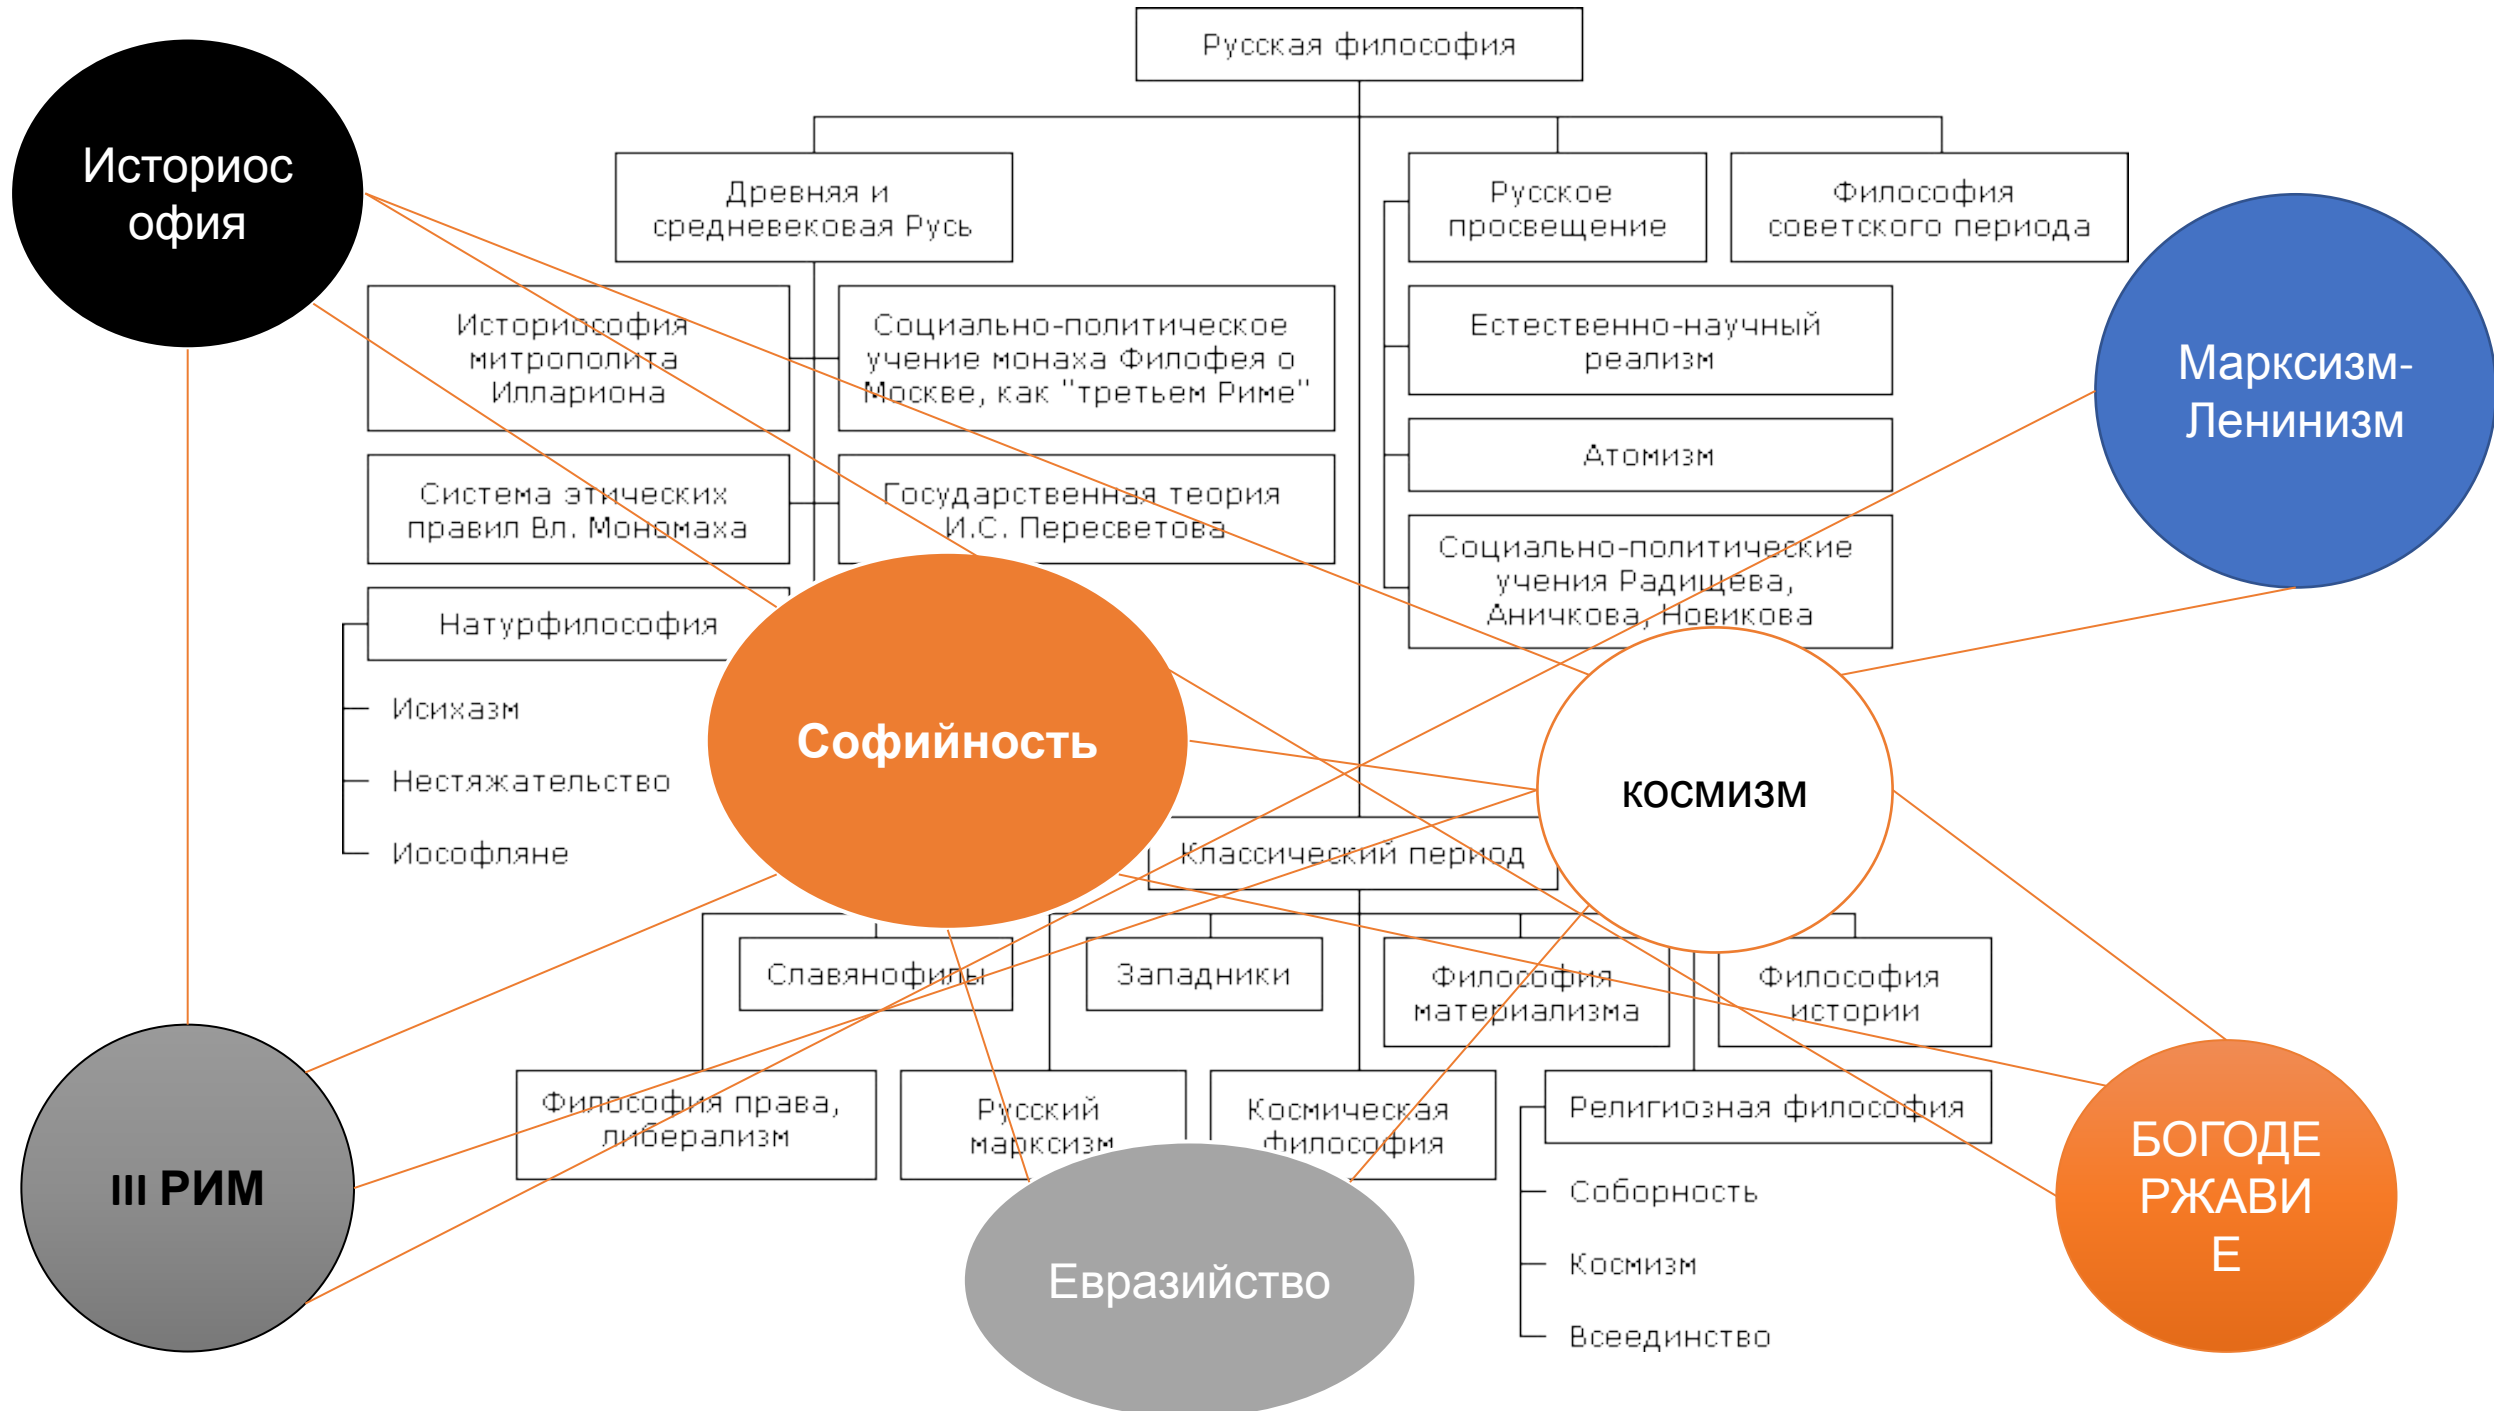 Русская философия
Историос
офия
Древняя и
средневековая Русь
Русское
просвещение
Философия
советского периода
Историософия
митрополита
Иллариона
Социально-политическое
учение монаха Филофея о
Москве, как "третьем Риме"
Естественно-научный
реализм
Марксизм-
Ленинизм
Атомизм
Система этических
правил Вл. Мономаха
Государственная теория
И.С. Пересветова
Социально-политические
учения Радищева,
Аничкова, Новикова
Натурфилософия
Исихазм
Нестяжательство
Иософляне
Софийность
космизм
Классический период
Славянофилы
Западники
Философия
материализма
Философия
истории
Философия права,
либерализм
Русский
марксизм
Космическая
философия
Религиозная философия
Соборность
Космизм
Всеединство
III РИМ
Евразийство
БОГОДЕ
РЖАВИ
Е